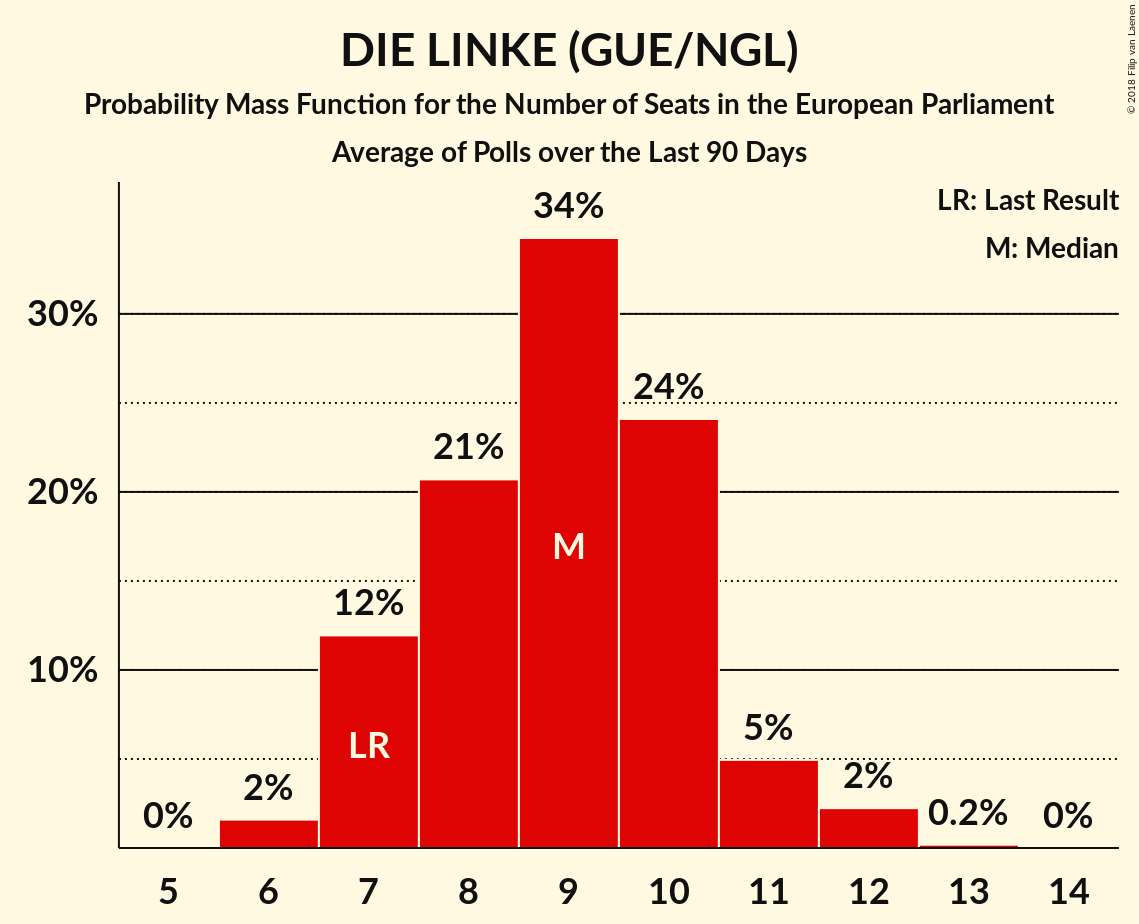 DIE LINKE (GUE/NGL)
Probability Mass Function for the Number of Seats in the European Parliament
Average of Polls over the Last 90 Days
© 2018 Filip van Laenen
LR: Last Result
M: Median
34%
30%
24%
21%
20%
M
12%
10%
LR
5%
2%
2%
0%
0.2%
0%
5 6 7 8 9 10 11 12 13 14